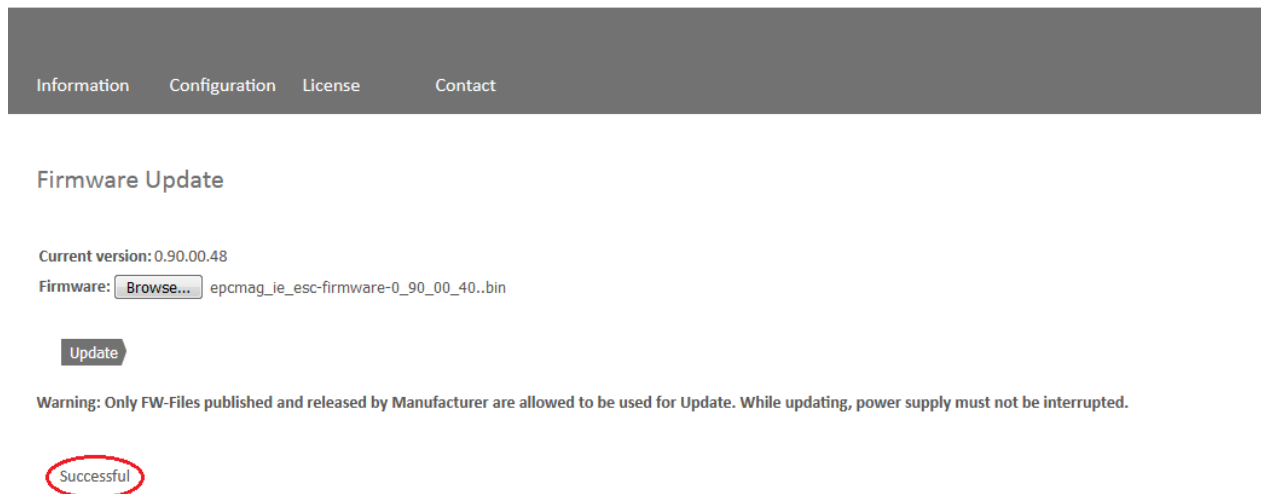 Information Configuration License Contact
Firmware Update
Current version: 0.90.00.48
Firmware: Browse... epcmag_ie_esc-firmware-0_90_00_40..bin
Update
Warning: Only FW-Files published and released by Manufacturer are allowed to be used for Update. While updating, power supply must not be interrupted.
Successful